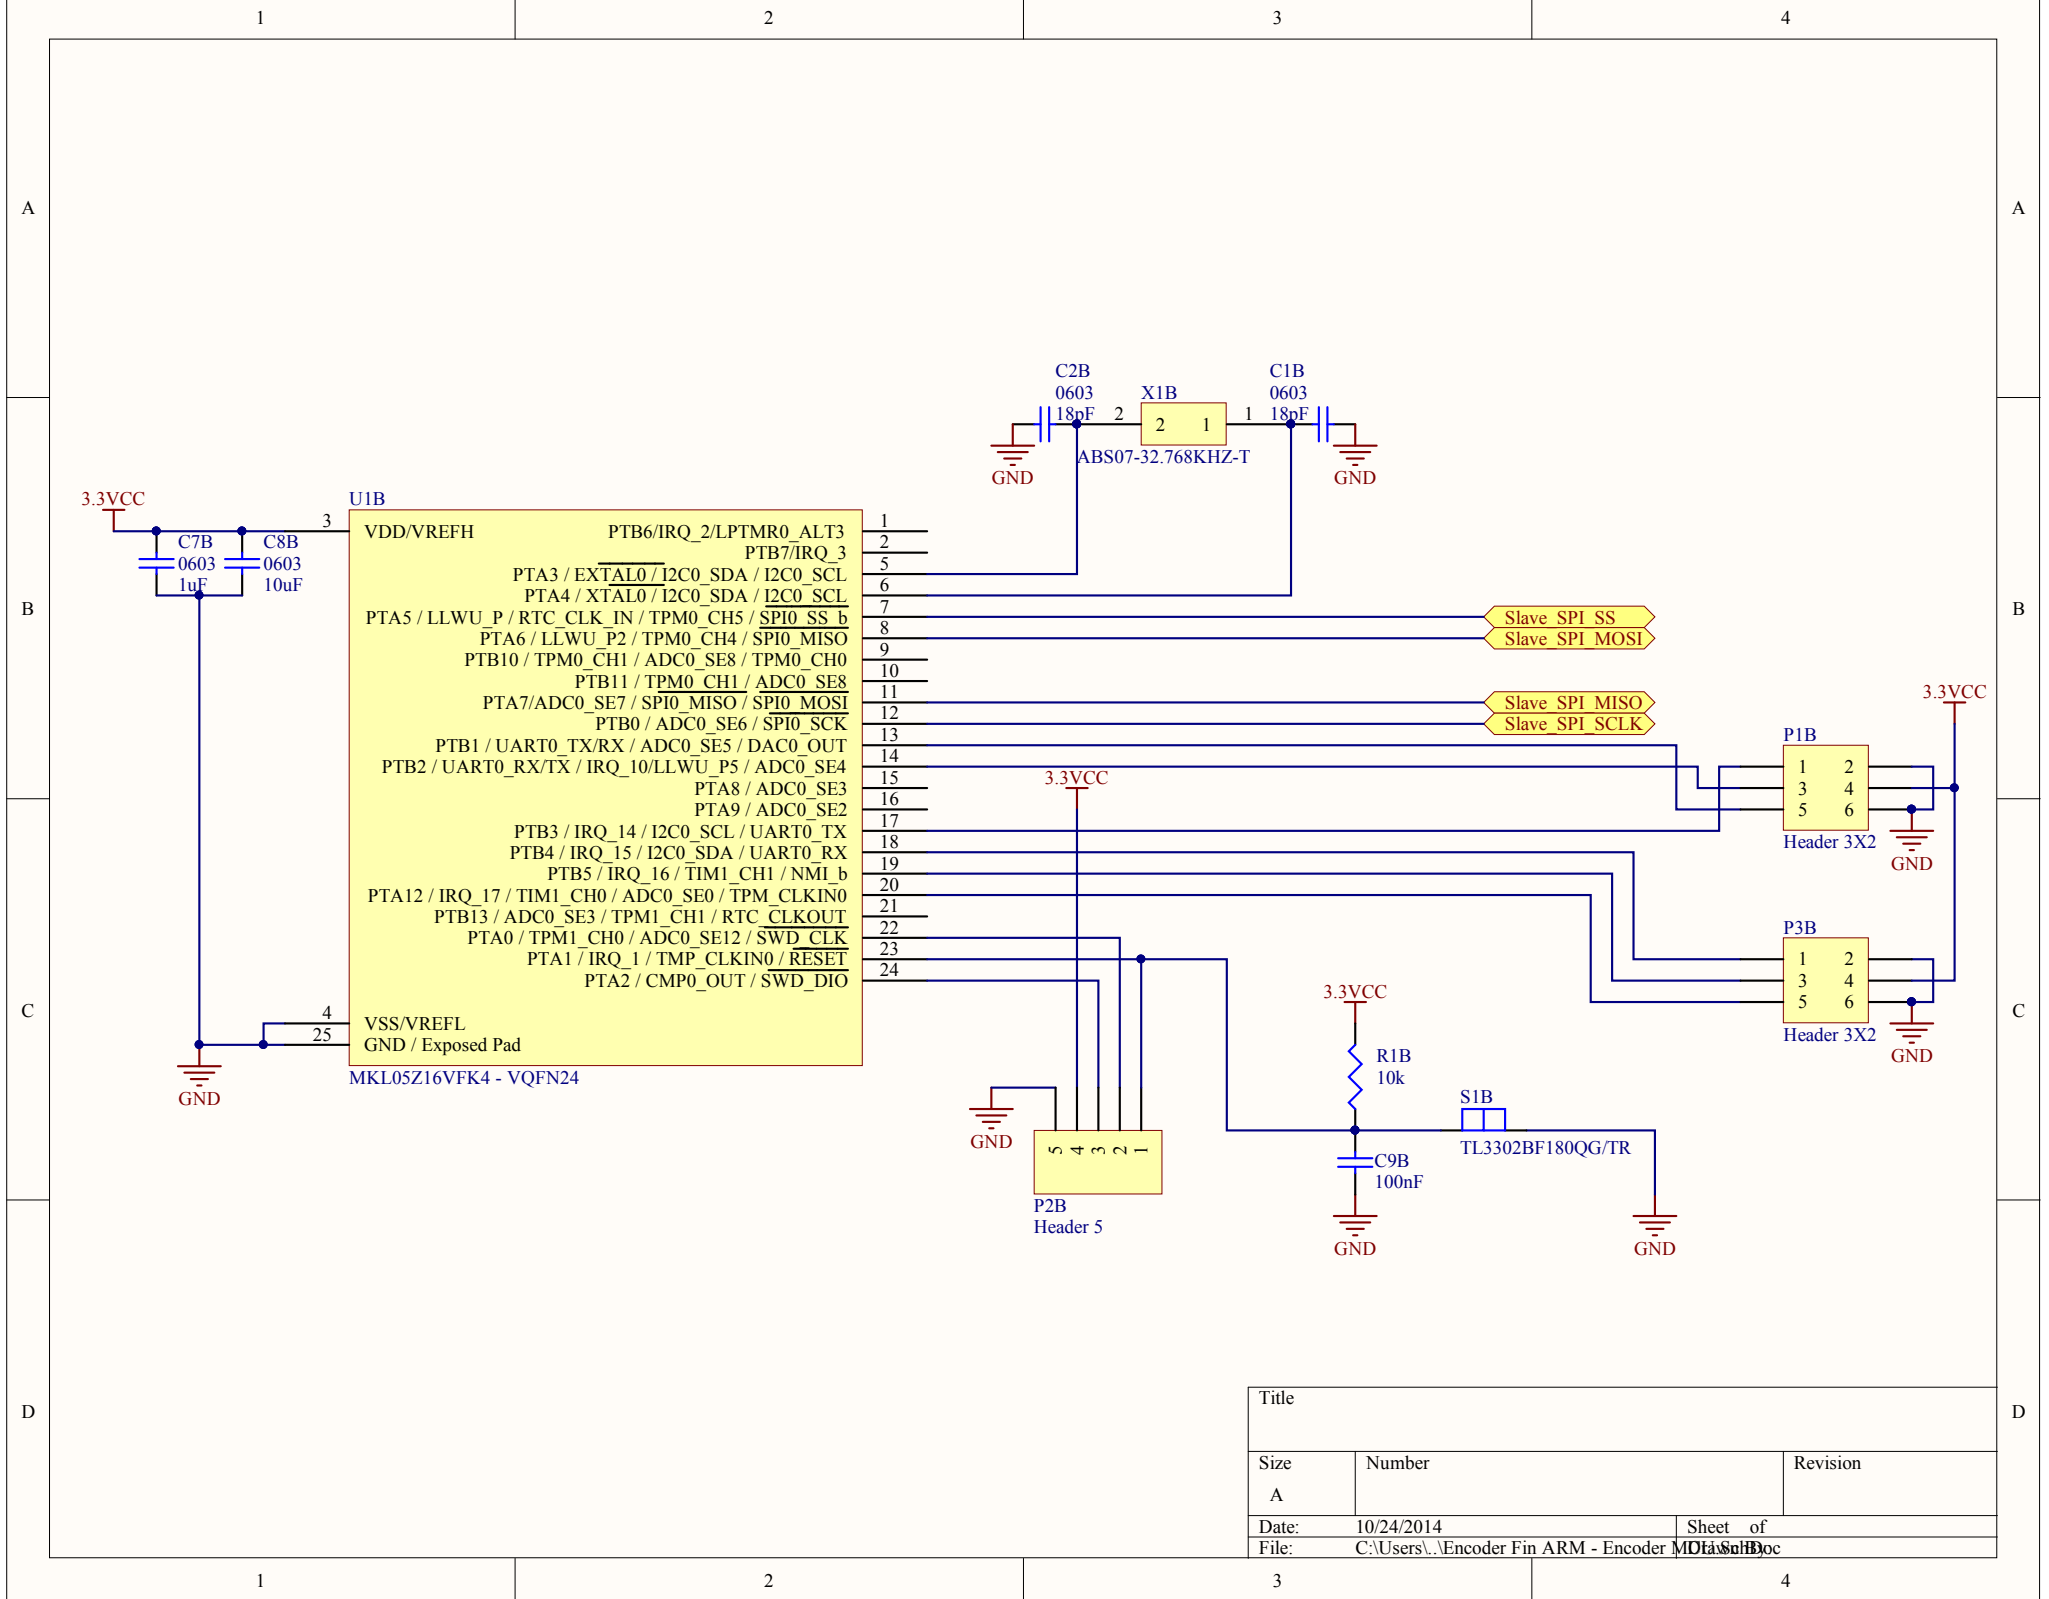 1 2 3 4
A A
C2B C1B
0603 X1B 0603
18pF 2 2 1 1 18pF
ABS07-32.768KHZ-T
GND GND
B B
3.3VCC
C7B C8B
0603 0603
1uF 10uF
U1B
3 VDD/VREFH
PTB6/IRQ_2/LPTMR0_ALT3 1
PTB7/IRQ_3 2
PTA3 / EXTAL0 / I2C0_SDA / I2C0_SCL 5
PTA4 / XTAL0 / I2C0_SDA / I2C0_SCL 6
PTA5 / LLWU_P / RTC_CLK_IN / TPM0_CH5 / SPI0_SS_b 7
PTA6 / LLWU_P2 / TPM0_CH4 / SPI0_MISO 8
PTB10 / TPM0_CH1 / ADC0_SE8 / TPM0_CH0 9
PTB11 / TPM0_CH1 / ADC0_SE8 10
PTA7/ADC0_SE7 / SPI0_MISO / SPI0_MOSI 11
PTB0 / ADC0_SE6 / SPI0_SCK 12
PTB1 / UART0_TX/RX / ADC0_SE5 / DAC0_OUT 13
PTB2 / UART0_RX/TX / IRQ_10/LLWU_P5 / ADC0_SE4 14
PTA8 / ADC0_SE3 15
PTA9 / ADC0_SE2 16
PTB3 / IRQ_14 / I2C0_SCL / UART0_TX 17
PTB4 / IRQ_15 / I2C0_SDA / UART0_RX 18
PTB5 / IRQ_16 / TIM1_CH1 / NMI_b 19
PTA12 / IRQ_17 / TIM1_CH0 / ADC0_SE0 / TPM_CLKIN0 20
PTB13 / ADC0_SE3 / TPM1_CH1 / RTC_CLKOUT 21
PTA0 / TPM1_CH0 / ADC0_SE12 / SWD_CLK 22
PTA1 / IRQ_1 / TMP_CLKIN0 / RESET 23
PTA2 / CMP0_OUT / SWD_DIO 24
4 VSS/VREFL
25 GND / Exposed Pad
MKL05Z16VFK4 - VQFN24
GND
Slave_SPI_SS
Slave_SPI_MOSI
Slave_SPI_MISO
Slave_SPI_SCLK
3.3VCC
3.3VCC
P1B
1 2
3 4
5 6
Header 3X2
GND
P3B
1 2
3 4
5 6
Header 3X2
GND
C C
3.3VCC
R1B
10k
S1B
TL3302BF180QG/TR
C9B
100nF
GND GND
GND
5 4 3 2 1
P2B
Header 5
D D
Title
Size Number Revision
A
Date: 10/24/2014 Sheet of
File: C:\Users\..\Encoder Fin ARM - Encoder
1 2 3 4